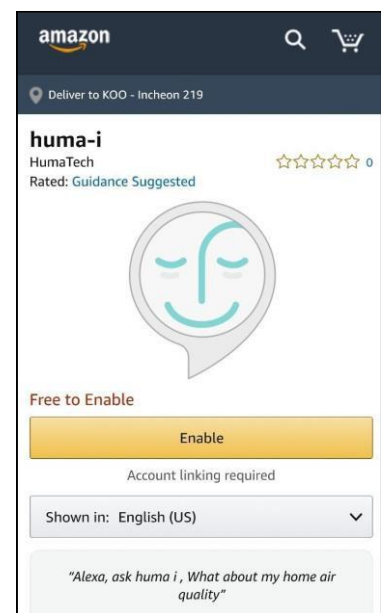 amazon
Deliver to KOO - Incheon 219
huma-i
HumaTech
0
Rated: Guidance Suggested
Free to Enable
Enable
Account linking required
Shown in: English (US)
"Alexa, ask huma i , What about my home air
quality"